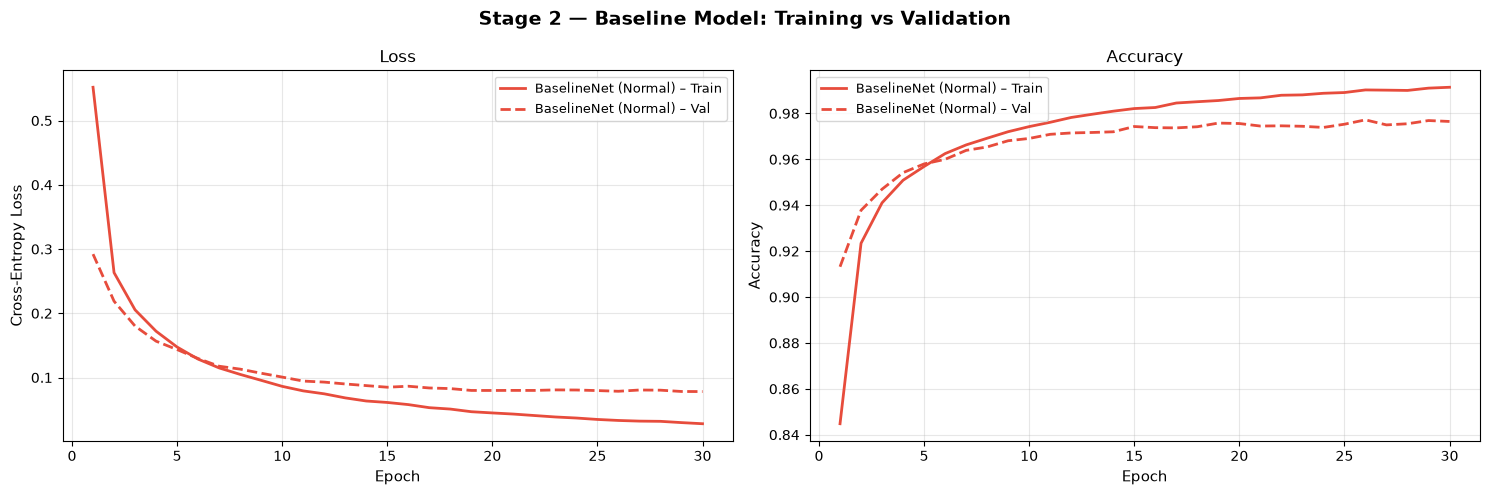 Stage 2 — Baseline Model: Training vs Validation
Loss
BaselineNet (Normal) – Train
BaselineNet (Normal) – Val
Cross-Entropy Loss
0.5
0.4
0.3
0.2
0.1
0 5 10 15 20 25 30
Epoch
Accuracy
BaselineNet (Normal) – Train
BaselineNet (Normal) – Val
Accuracy
0.98
0.96
0.94
0.92
0.90
0.88
0.86
0.84
0 5 10 15 20 25 30
Epoch